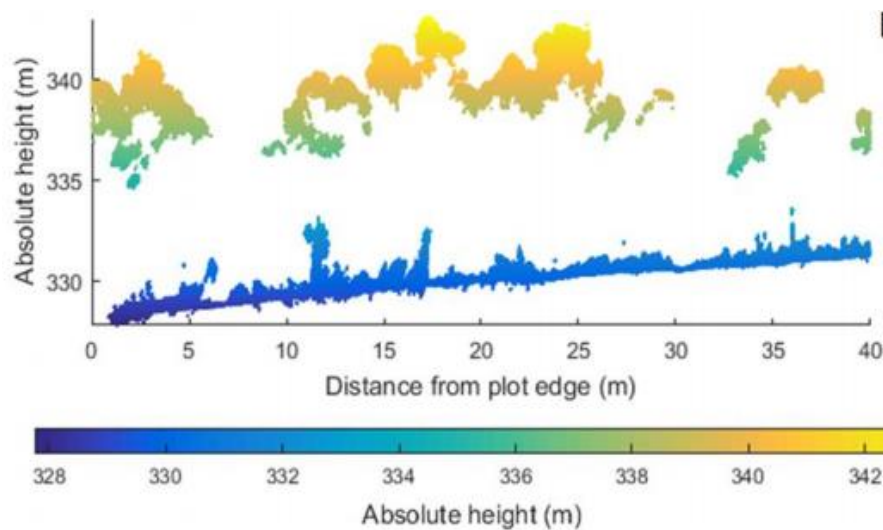 340
335
330
Absolute height (m)
0 5 10 15 20 25 30 35 40
Distance from plot edge (m)
328 330 332 334 336 338 340 342
Absolute height (m)